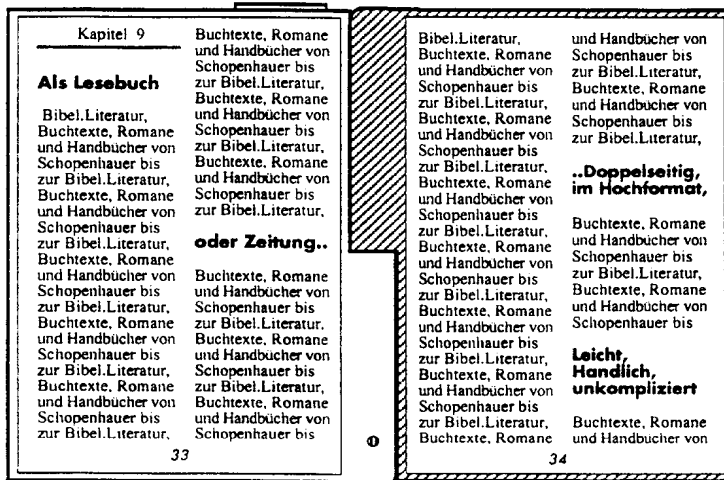 Kapitel 9
Als Lesebuch
Bibel.Literatur,
Buchtexte, Romane
und Handbücher von
Schopenhauer bis
zur Bibel.Literatur,
Buchtexte, Romane
und Handbücher von
Schopenhauer bis
zur Bibel.Literatur,
Buchtexte, Romane
und Handbücher von
Schopenhauer bis
zur Bibel.Literatur,
Buchtexte, Romane
und Handbücher von
Schopenhauer bis
zur Bibel.Literatur,
Buchtexte, Romane
und Handbücher von
Schopenhauer bis
zur Bibel.Literatur,
Buchtexte, Romane
und Handbücher von
Schopenhauer bis
zur Bibel.Literatur,
Buchtexte, Romane
und Handbücher von
Schopenhauer bis
zur Bibel.Literatur,
Buchtexte, Romane
und Handbücher von
Schopenhauer bis
zur Bibel.Literatur,
oder Zeitung..
Buchtexte, Romane
und Handbücher von
Schopenhauer bis
zur Bibel.Literatur,
Buchtexte, Romane
und Handbücher von
Schopenhauer bis
zur Bibel.Literatur,
Buchtexte, Romane
und Handbücher von
Schopenhauer bis
33
Bibel.Literatur,
Buchtexte, Romane
und Handbücher von
Schopenhauer bis
zur Bibel.Literatur,
Buchtexte, Romane
und Handbücher von
Schopenhauer bis
zur Bibel.Literatur,
Buchtexte, Romane
und Handbücher von
Schopenhauer bis
zur Bibel.Literatur,
Buchtexte, Romane
und Handbücher von
Schopenhauer bis
zur Bibel.Literatur,
Buchtexte, Romane
und Handbücher von
Schopenhauer bis
zur Bibel.Literatur,
Buchtexte, Romane
und Handbücher von
Schopenhauer bis
zur Bibel.Literatur,
Buchtexte, Romane
und Handbücher von
Schopenhauer bis
zur Bibel.Literatur,
Buchtexte, Romane
und Handbücher von
Schopenhauer bis
zur Bibel.Literatur,
..Doppelseitig,
im Hochformat,
Buchtexte, Romane
und Handbücher von
Schopenhauer bis
zur Bibel.Literatur,
Buchtexte, Romane
und Handbücher von
Schopenhauer bis
Leicht,
Handlich,
unkompliziert
Buchtexte, Romane
und Handbücher von
34